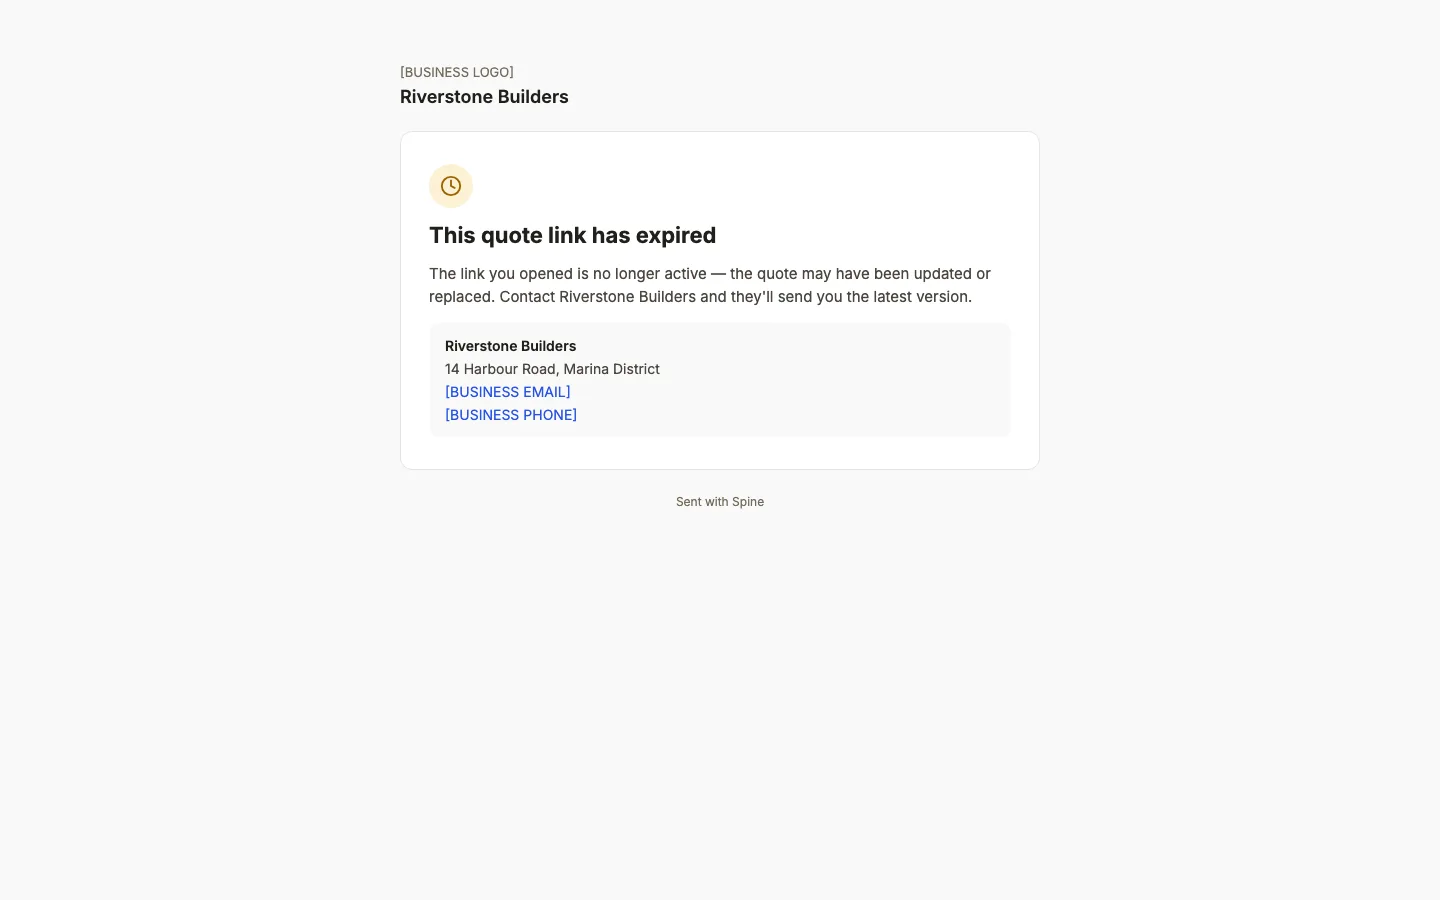 [BUSINESS LOGO]
Riverstone Builders
This quote link has expired
The link you opened is no longer active — the quote may have been updated or
replaced. Contact Riverstone Builders and they'll send you the latest version.
Riverstone Builders
14 Harbour Road, Marina District
[BUSINESS EMAIL]
[BUSINESS PHONE]
Sent with Spine